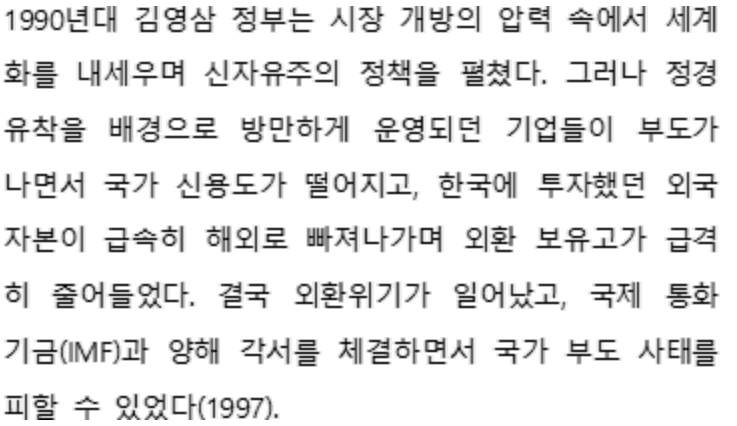 1990년대 김영삼 정부는 시장 개방의 압력 속에서 세계
화를 내세우며 신자유주의 정책을 펼쳤다. 그러나 정경
유착을 배경으로 방만하게 운영되던 기업들이 부도가
나면서 국가 신용도가 떨어지고, 한국에 투자했던 외국
자본이 급속히 해외로 빠져나가며 외환 보유고가 급격
히 줄어들었다. 결국 외환위기가 일어났고, 국제 통화
기금(IMF)과 양해 각서를 체결하면서 국가 부도 사태를
피할 수 있었다(1997).